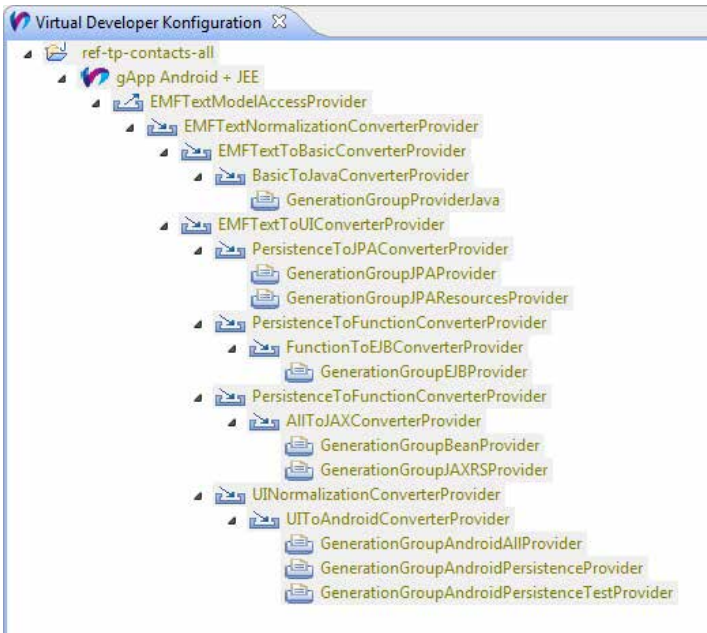 Virtual Developer Konfiguration
ref-tp-contacts-all
gApp Android + JEE
EMFTextModelAccessProvider
EMFTextNormalizationConverterProvider
EMFTextToBasicConverterProvider
BasicToJavaConverterProvider
GenerationGroupProviderJava
EMFTextToUIConverterProvider
PersistenceToJPAConverterProvider
GenerationGroupJPAProvider
GenerationGroupJPAResourcesProvider
PersistenceToFunctionConverterProvider
FunctionToEJBConverterProvider
GenerationGroupEJBProvider
PersistenceToFunctionConverterProvider
AllToJAXConverterProvider
GenerationGroupBeanProvider
GenerationGroupJAXRSProvider
UINormalizationConverterProvider
UIToAndroidConverterProvider
GenerationGroupAndroidAllProvider
GenerationGroupAndroidPersistenceProvider
GenerationGroupAndroidPersistenceTestProvider